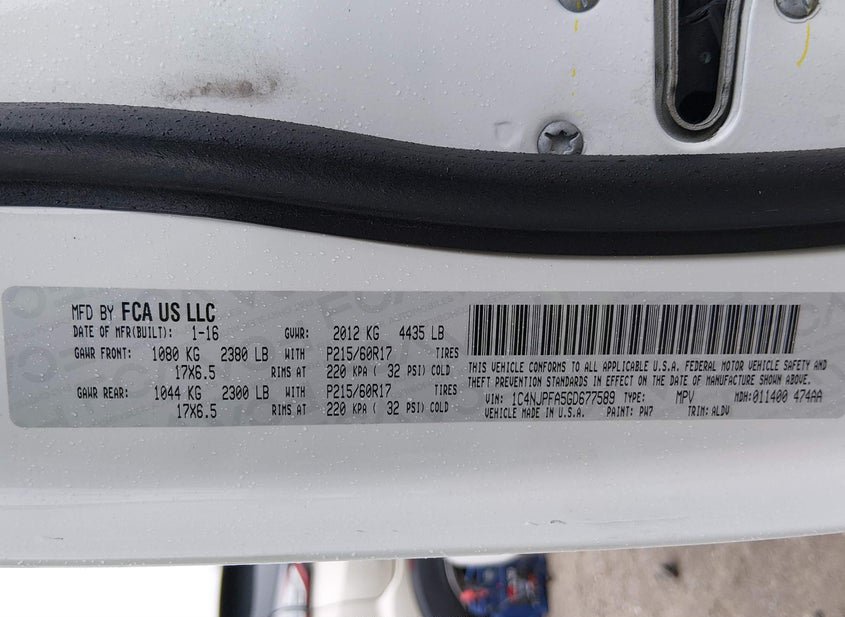 MFD BY FCA US LLC
DATE OF MFR(BUILT): 1-16 GVWR: 2012 KG 4435 LB
GAWR FRONT: 1080 KG 2380 LB WITH P215/60R17 TIRES
17X6.5 RIMS AT 220 KPA ( 32 PSI) COLD
GAWR REAR: 1044 KG 2300 LB WITH P215/60R17 TIRES
17X6.5 RIMS AT 220 KPA ( 32 PSI) COLD
THIS VEHICLE CONFORMS TO ALL APPLICABLE U.S.A. FEDERAL MOTOR VEHICLE SAFETY AND
THEFT PREVENTION STANDARDS IN EFFECT ON THE DATE OF MANUFACTURE SHOWN ABOVE.
VIN: 1C4NJPFA5GD677589 TYPE: MPV MDH:011400 474AA
VEHICLE MADE IN U.S.A. PAINT: PW7 TRIM: ALDV